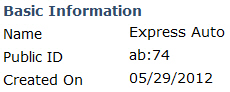 Basic Information
Name Express Auto
Public ID ab:74
Created On 05/29/2012